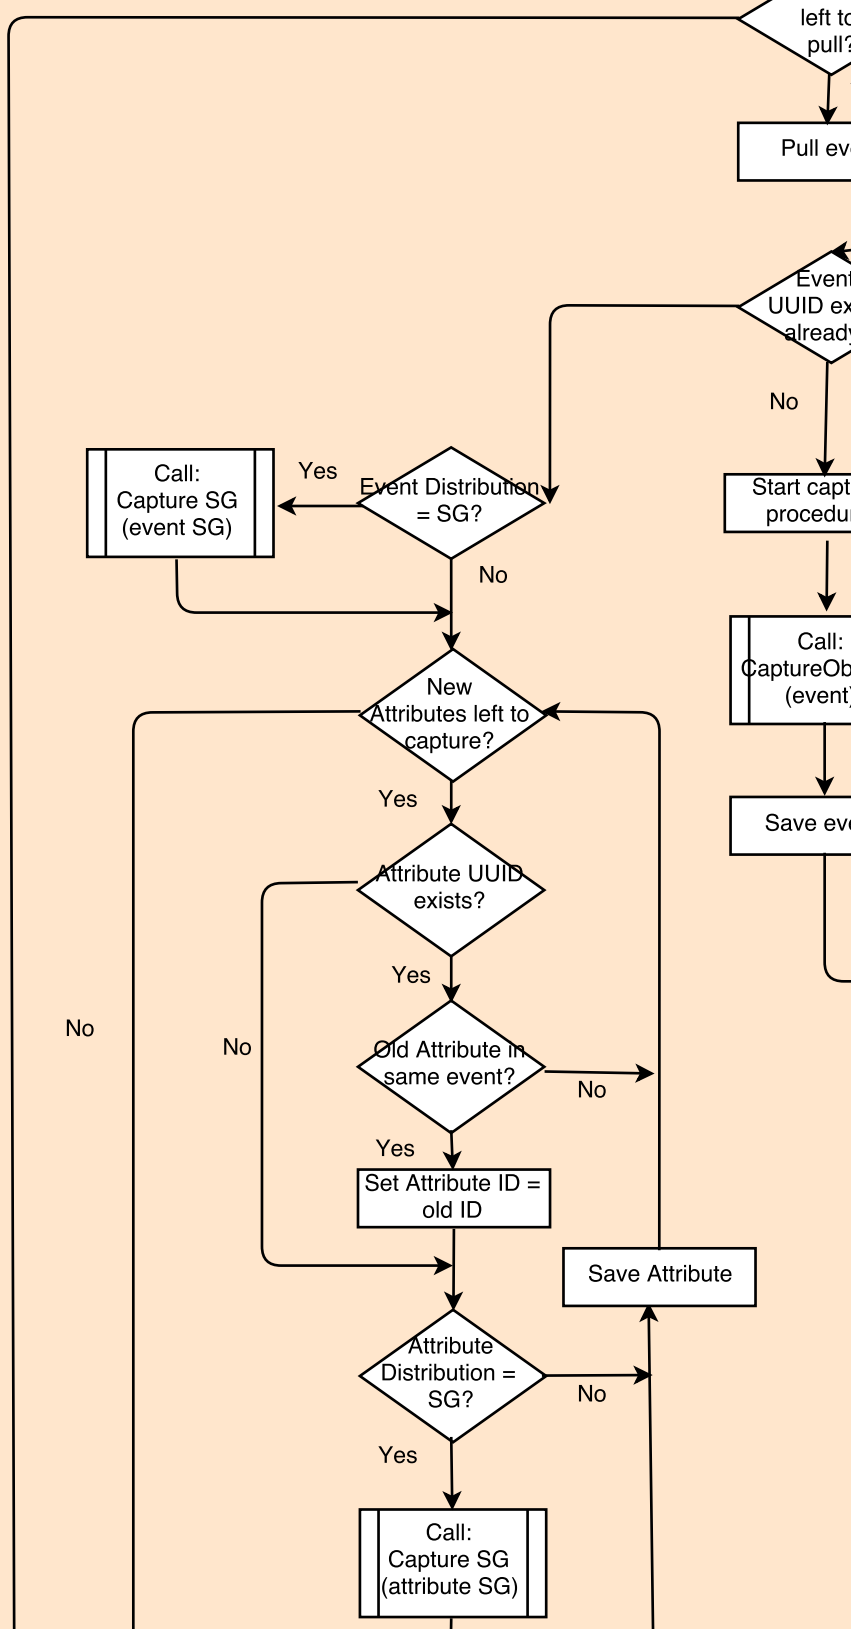 left to
pull?
Pull eve
Event
UUID ex
already
No
Start capt
procedur
Call:
CaptureOb
(event)
Save eve
Call:
Capture SG
(event SG)
Yes
Event Distribution
= SG?
No
New
Attributes left to
capture?
Yes
Attribute UUID
exists?
Yes
No
No
Old Attribute in
same event?
No
Yes
Set Attribute ID =
old ID
Save Attribute
Attribute
Distribution =
SG?
No
Yes
Call:
Capture SG
(attribute SG)